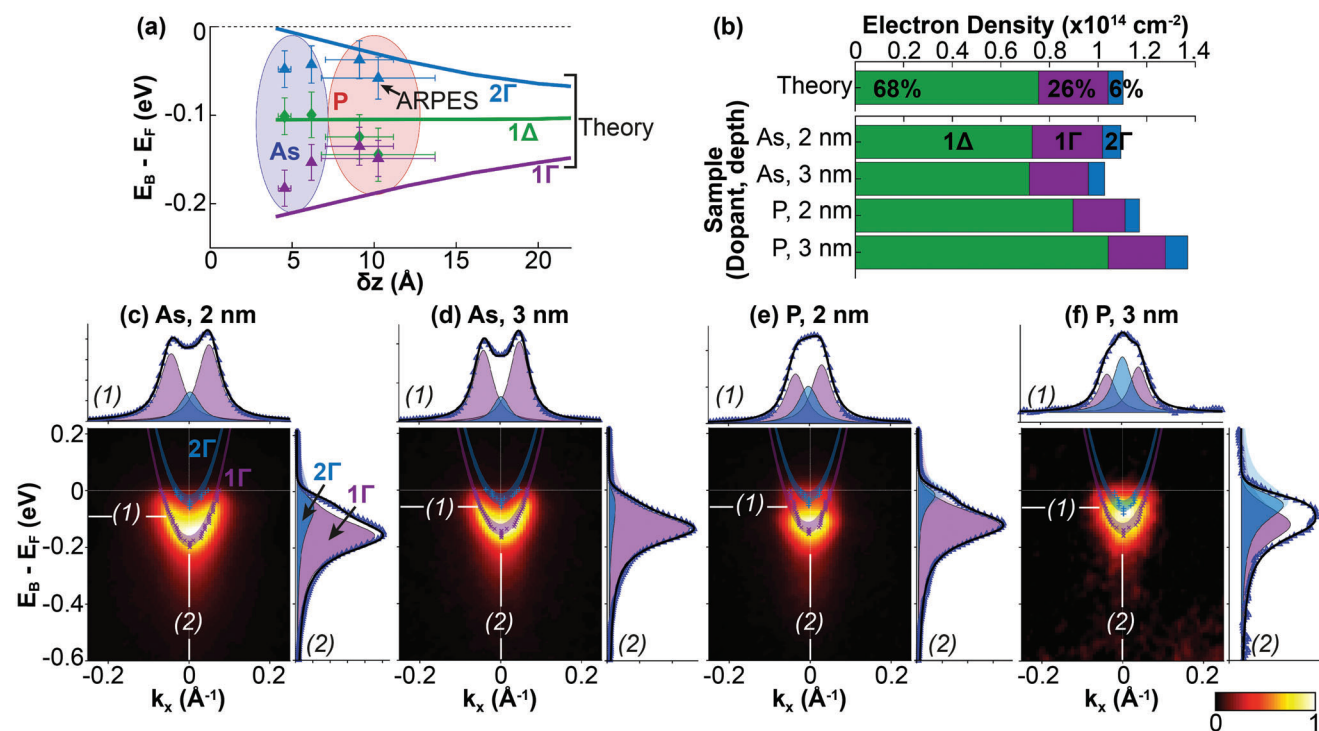 (a)
0
-0.1
-0.2
E_B - E_F (eV)
0 5 10 15 20
δz (Å)
As
P
ARPES
2Γ
1Δ
1Γ
Theory
(b)
Electron Density (x10^14 cm^-2)
0 0.2 0.4 0.6 0.8 1 1.2 1.4
Theory
68% 26% 6%
As, 2 nm
1Δ 1Γ 2Γ
As, 3 nm
P, 2 nm
P, 3 nm
Sample
(Dopant, depth)
(c) As, 2 nm
(1)
0.2
0
-0.2
-0.4
-0.6
E_B - E_F (eV)
2Γ
1Γ
(1)
(2)
2Γ
1Γ
(2)
-0.2 0 0.2
k_x (Å^-1)
(d) As, 3 nm
(1)
(1)
(2)
(2)
-0.2 0 0.2
k_x (Å^-1)
(e) P, 2 nm
(1)
(1)
(2)
(2)
-0.2 0 0.2
k_x (Å^-1)
(f) P, 3 nm
(1)
(1)
(2)
(2)
-0.2 0 0.2
k_x (Å^-1)
0 1